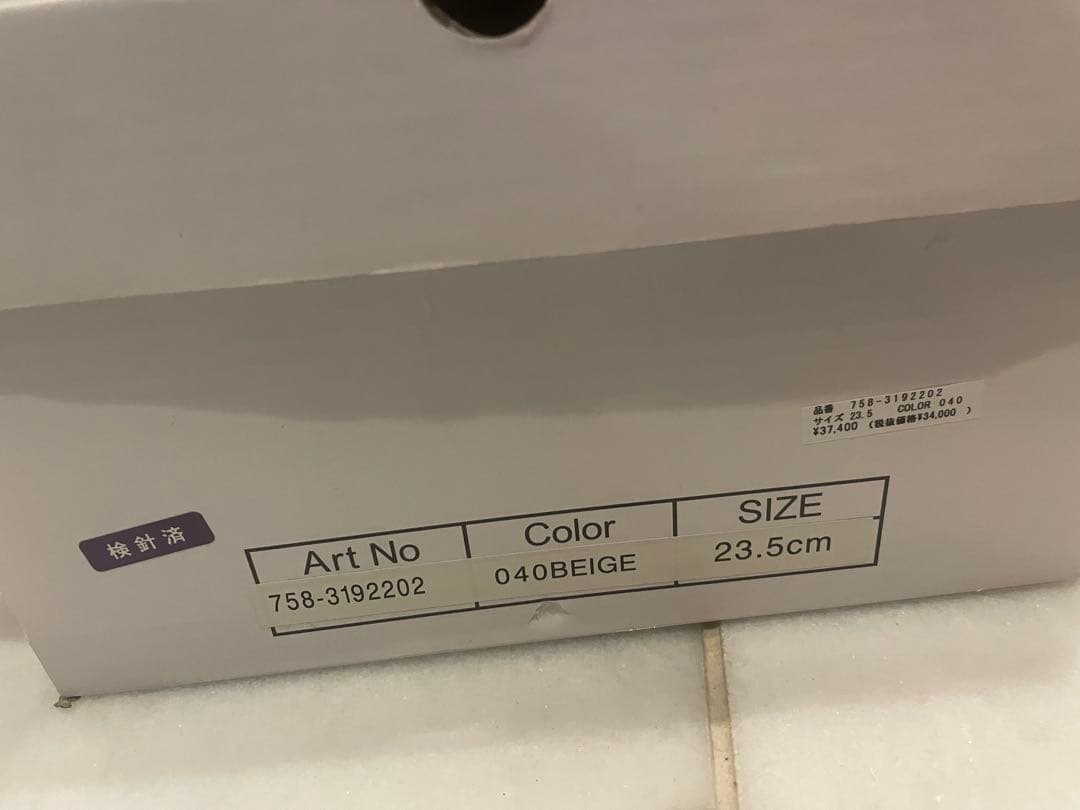 品番 758-3192202
サイズ 23.5 COLOR 040
¥37,400 (税抜価格¥34,000 )
検針済
Art No Color SIZE
758-3192202 040BEIGE 23.5cm